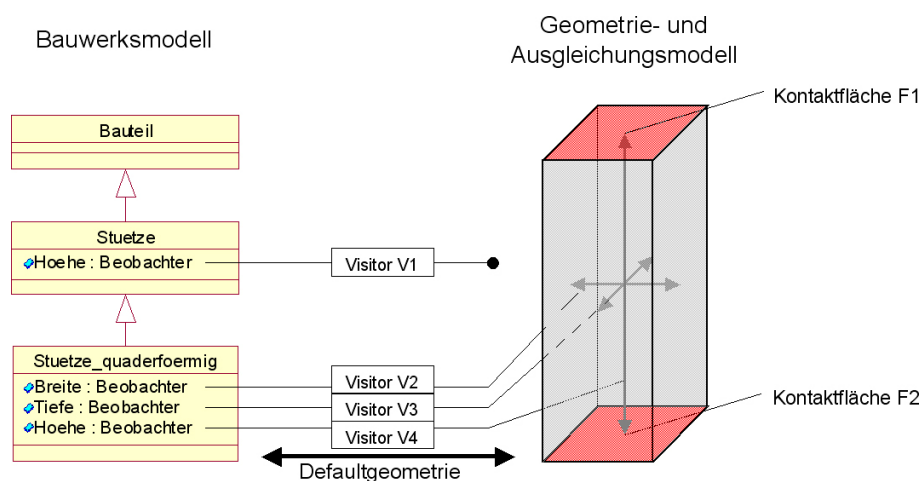 Bauwerksmodell
Geometrie- und
Ausgleichungsmodell
Kontaktfläche F1
Bauteil
Stuetze
Hoehe : Beobachter
Visitor V1
Stuetze_quaderfoermig
Breite : Beobachter
Tiefe : Beobachter
Hoehe : Beobachter
Visitor V2
Visitor V3
Visitor V4
Kontaktfläche F2
Defaultgeometrie